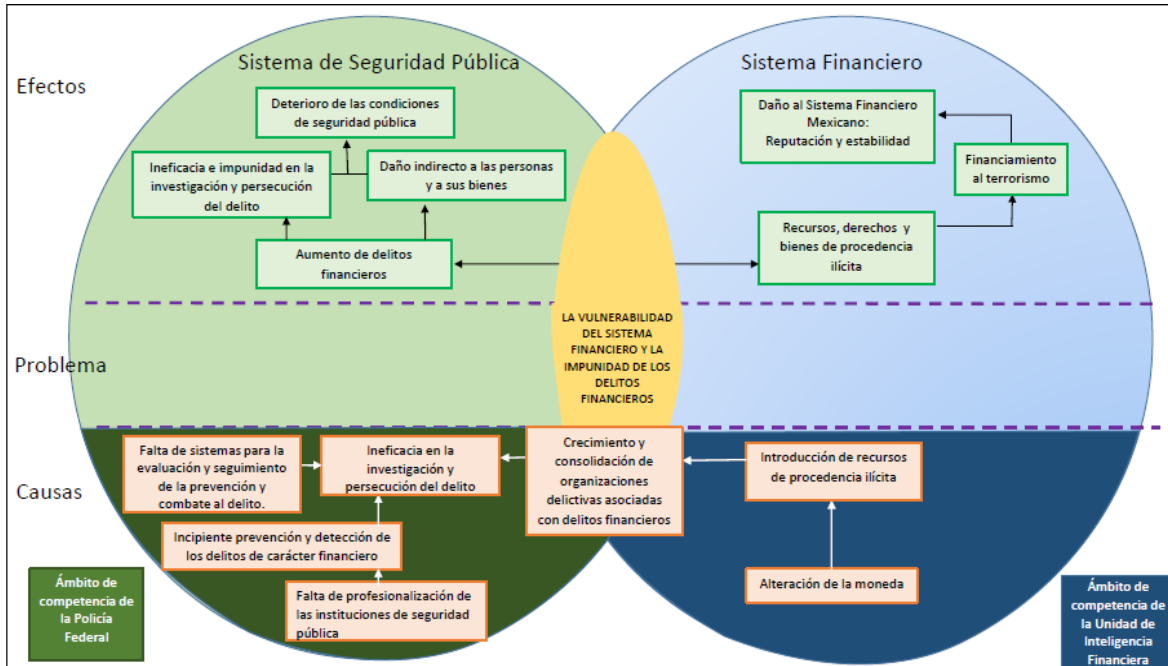 Efectos
Sistema de Seguridad Pública
Deterioro de las condiciones
de seguridad pública
Ineficacia e impunidad en la
investigación y persecución
del delito
Daño indirecto a las personas
y a sus bienes
Aumento de delitos
financieros
Sistema Financiero
Daño al Sistema Financiero
Mexicano:
Reputación y estabilidad
Financiamiento
al terrorismo
Recursos, derechos y
bienes de procedencia
ilícita
Problema
LA VULNERABILIDAD
DEL SISTEMA
FINANCIERO Y LA
IMPUNIDAD DE LOS
DELITOS
FINANCIEROS
Causas
Falta de sistemas para la
evaluación y seguimiento
de la prevención y
combate al delito.
Ineficacia en la
investigación y
persecución del delito
Crecimiento y
consolidación de
organizaciones
delictivas asociadas
con delitos financieros
Introducción de recursos
de procedencia ilícita
Incipiente prevención y detección de
los delitos de carácter financiero
Falta de profesionalización de
las instituciones de seguridad
pública
Alteración de la moneda
Ámbito de
competencia de
la Policía
Federal
Ámbito de
competencia de
la Unidad de
Inteligencia
Financiera